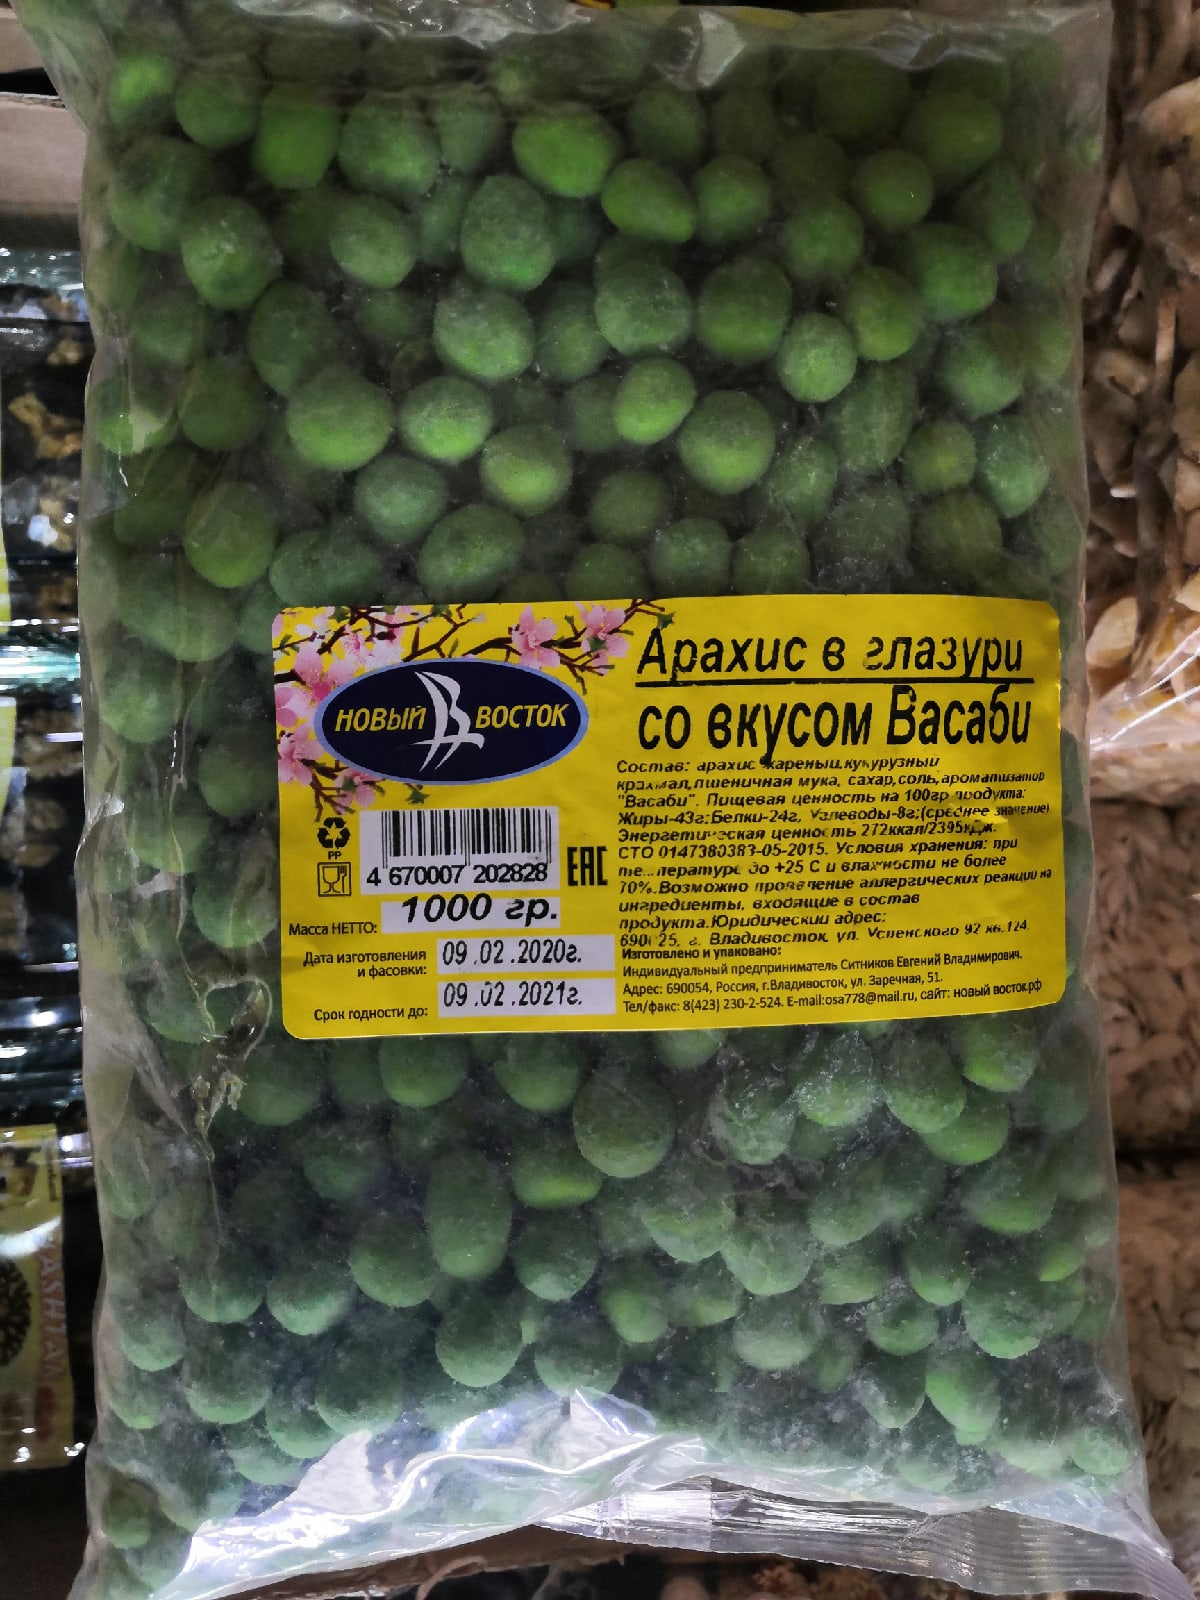 Арахис в глазури
со вкусом Васаби
НОВЫЙ ВОСТОК
Состав: арахис жареный, кукурузный
крахмал, пшеничная мука, сахар, соль, ароматизатор
"Васаби". Пищевая ценность на 100гр продукта:
Жиры-43г; Белки-24г, Углеводы-8г; (среднее значение)
Энергетическая ценность 272ккал/2395кДж.
СТО 0147380383-05-2015. Условия хранения: при
температуре до +25 С и влажности не более
70%. Возможно проявление аллергических реакций на
ингредиенты, входящие в состав
продукта. Юридический адрес:
г. Владивосток, ул. Успенского 92 кв. 124.
Изготовлено и упаковано:
Индивидуальный предприниматель Ситников Евгений Владимирович.
Адрес: 690054, Россия, г.Владивосток, ул. Заречная, 51.
Тел/факс: 8(423) 230-2-524. E-mail:osa778@mail.ru, сайт: новый восток.рф
PP
4 670007 202828
EAC
Масса НЕТТО: 1000 гр.
Дата изготовления
и фасовки: 09.02.2020г.
Срок годности до: 09.02.2021г.